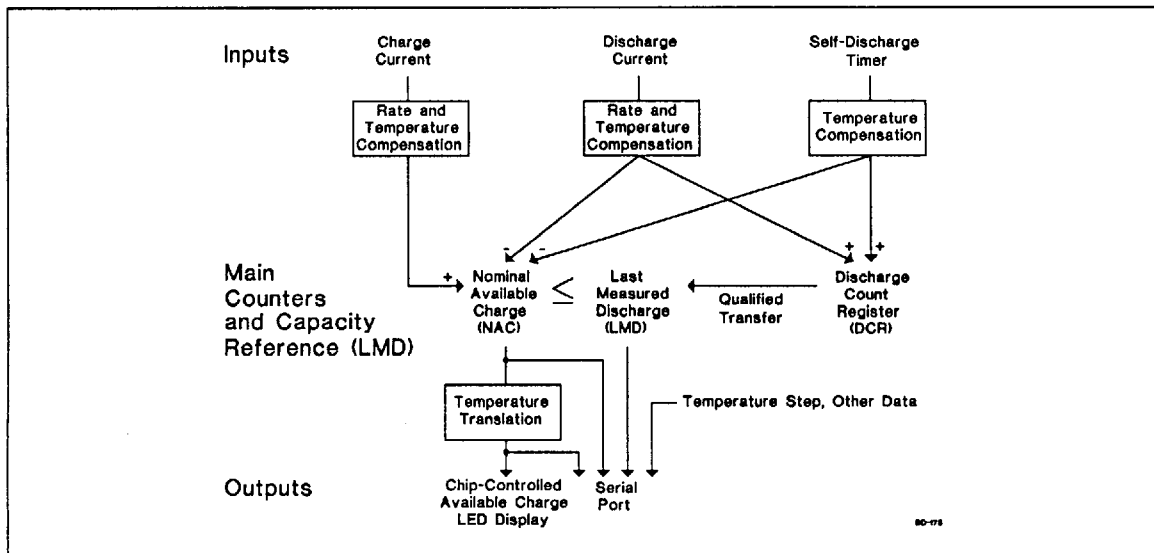 Inputs
Charge
Current
Discharge
Current
Self-Discharge
Timer
Rate and
Temperature
Compensation
Rate and
Temperature
Compensation
Temperature
Compensation
- -
+ +
Main
Counters
and Capacity
Reference (LMD)
+
Nominal
Available
Charge
(NAC)
≤
Last
Measured
Discharge
(LMD)
Qualified
Transfer
Discharge
Count
Register
(DCR)
Temperature
Translation
Temperature Step, Other Data
Outputs
Chip-Controlled
Available Charge
LED Display
Serial
Port